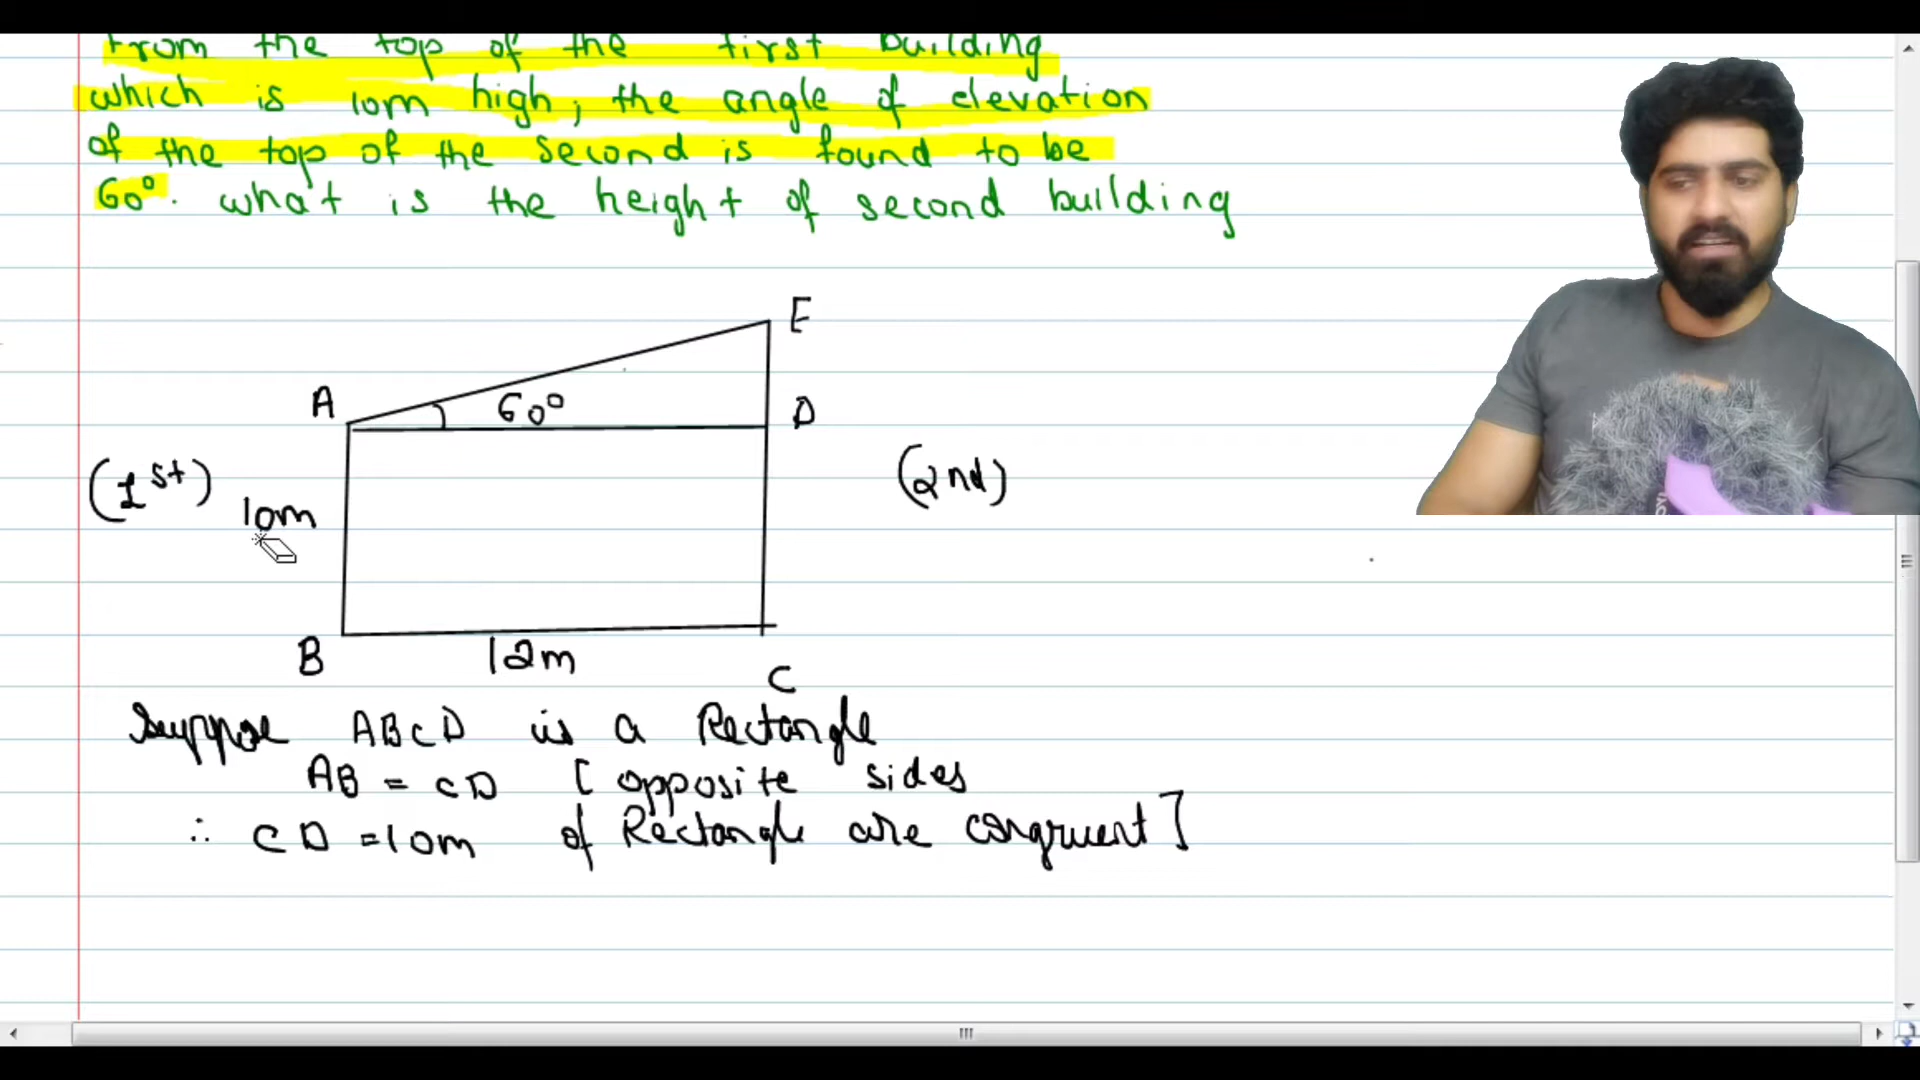 from the top of the first building
which is 10m high, the angle of elevation
of the top of the second is found to be
60°. what is the height of second building
E
A
60°
D
(1st)
(2nd)
10m
B
12m
C
Suppose ABCD is a Rectangle
AB = CD [opposite sides
∴ CD = 10m of Rectangle are congruent]